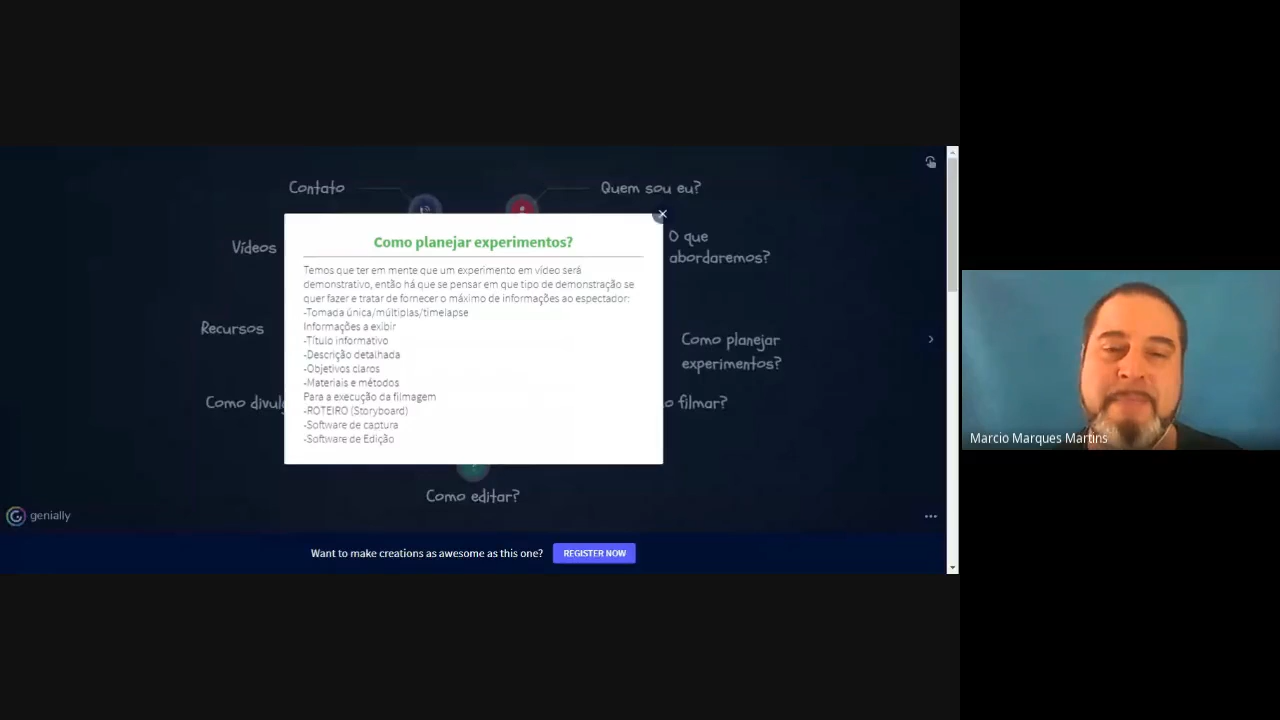 Contato
Quem sou eu?
Como planejar experimentos?
Vídeos
O que
abordaremos?
Temos que ter em mente que um experimento em vídeo será
demonstrativo, então há que se pensar em que tipo de demonstração se
quer fazer e tratar de fornecer o máximo de informações ao espectador:
-Tomada única/múltiplas/timelapse
Informações a exibir
-Título informativo
-Descrição detalhada
-Objetivos claros
-Materiais e métodos
Para a execução da filmagem
-ROTEIRO (Storyboard)
-Software de captura
-Software de Edição
Recursos
Como planejar
experimentos?
Como divulg
o filmar?
Como editar?
genially
Want to make creations as awesome as this one?
REGISTER NOW
Marcio Marques Martins